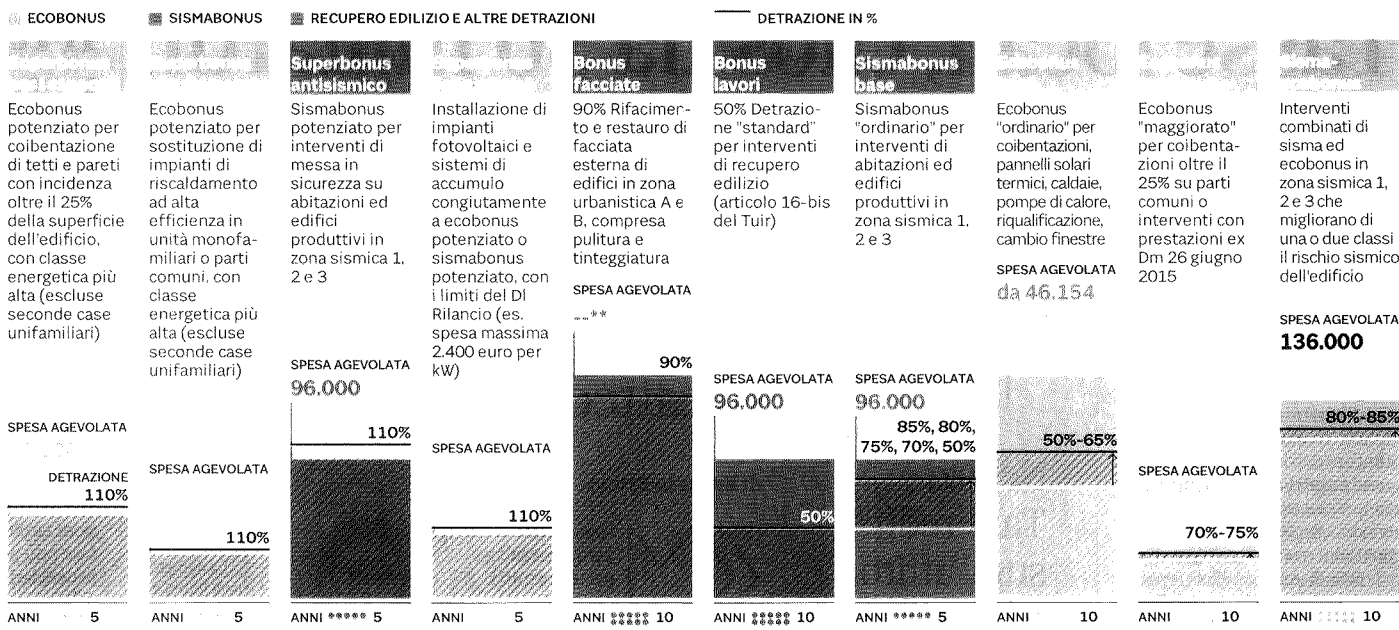 ECOBONUS
SISMABONUS
RECUPERO EDILIZIO E ALTRE DETRAZIONI
DETRAZIONE IN %
Ecobonus
potenziato per
coibentazione
di tetti e pareti
con incidenza
oltre il 25%
della superficie
dell'edificio,
con classe
energetica più
alta (escluse
seconde case
unifamiliari)
SPESA AGEVOLATA
DETRAZIONE
110%
ANNI 5
Ecobonus
potenziato per
sostituzione di
impianti di
riscaldamento
ad alta
efficienza in
unità monofa-
miliari o parti
comuni, con
classe
energetica più
alta (escluse
seconde case
unifamiliari)
SPESA AGEVOLATA
110%
ANNI 5
Superbonus
antisismico
Sismabonus
potenziato per
interventi di
messa in
sicurezza su
abitazioni ed
edifici
produttivi in
zona sismica 1,
2 e 3
SPESA AGEVOLATA
96.000
110%
ANNI 5
Installazione di
impianti
fotovoltaici e
sistemi di
accumulo
congiutamente
a ecobonus
potenziato o
sismabonus
potenziato, con
i limiti del Dl
Rilancio (es.
spesa massima
2.400 euro per
kW)
SPESA AGEVOLATA
110%
ANNI 5
Bonus
facciate
90% Rifacimen-
to e restauro di
facciata
esterna di
edifici in zona
urbanistica A e
B, compresa
pulitura e
tinteggiatura
SPESA AGEVOLATA
--**
90%
ANNI 10
Bonus
lavori
50% Detrazio-
ne "standard"
per interventi
di recupero
edilizio
(articolo 16-bis
del Tuir)
SPESA AGEVOLATA
96.000
50%
ANNI 10
Sismabonus
base
Sismabonus
"ordinario" per
interventi di
abitazioni ed
edifici
produttivi in
zona sismica 1,
2 e 3
SPESA AGEVOLATA
96.000
85%, 80%,
75%, 70%, 50%
ANNI 5
Ecobonus
"ordinario" per
coibentazioni,
pannelli solari
termici, caldaie,
pompe di calore,
riqualificazione,
cambio finestre
SPESA AGEVOLATA
da 46.154
50%-65%
ANNI 10
Ecobonus
"maggiorato"
per coibenta-
zioni oltre il
25% su parti
comuni o
interventi con
prestazioni ex
Dm 26 giugno
2015
SPESA AGEVOLATA
70%-75%
ANNI 10
Interventi
combinati di
sisma ed
ecobonus in
zona sismica 1,
2 e 3 che
migliorano di
una o due classi
il rischio sismico
dell'edificio
SPESA AGEVOLATA
136.000
80%-85%
ANNI 10